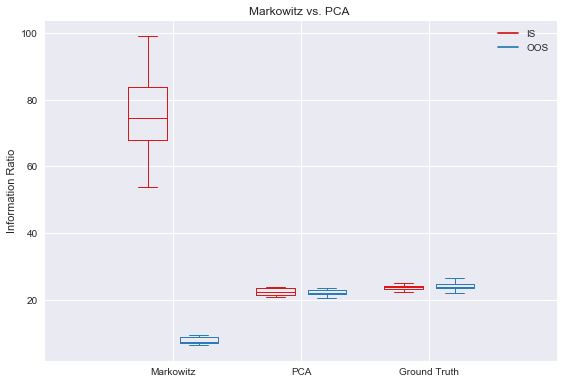 Markowitz vs. PCA
IS
OOS
Information Ratio
100
80
60
40
20
Markowitz
PCA
Ground Truth